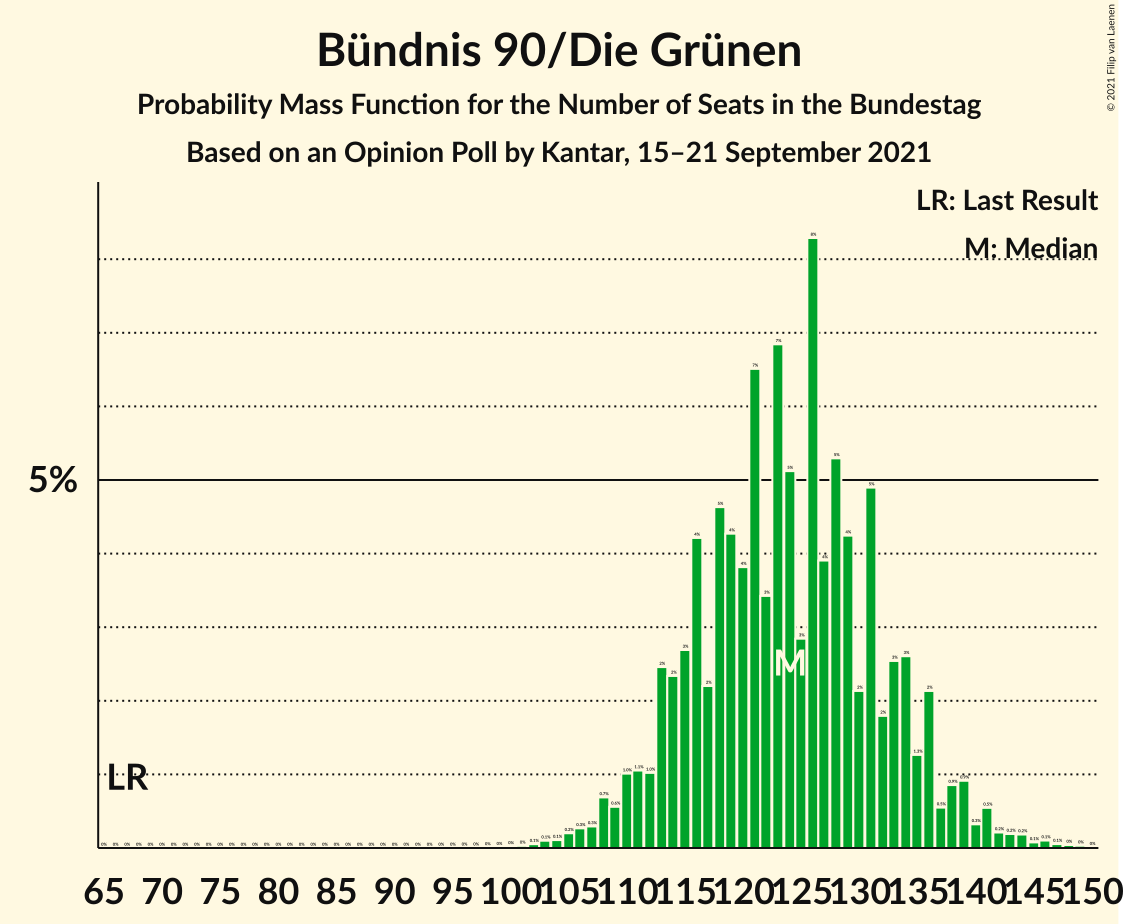 Bündnis 90/Die Grünen
Probability Mass Function for the Number of Seats in the Bundestag
Based on an Opinion Poll by Kantar, 15–21 September 2021
© 2021 Filip van Laenen
LR: Last Result
M: Median
5%
LR
M
65 70 75 80 85 90 95 100 105 110 115 120 125 130 135 140 145 150